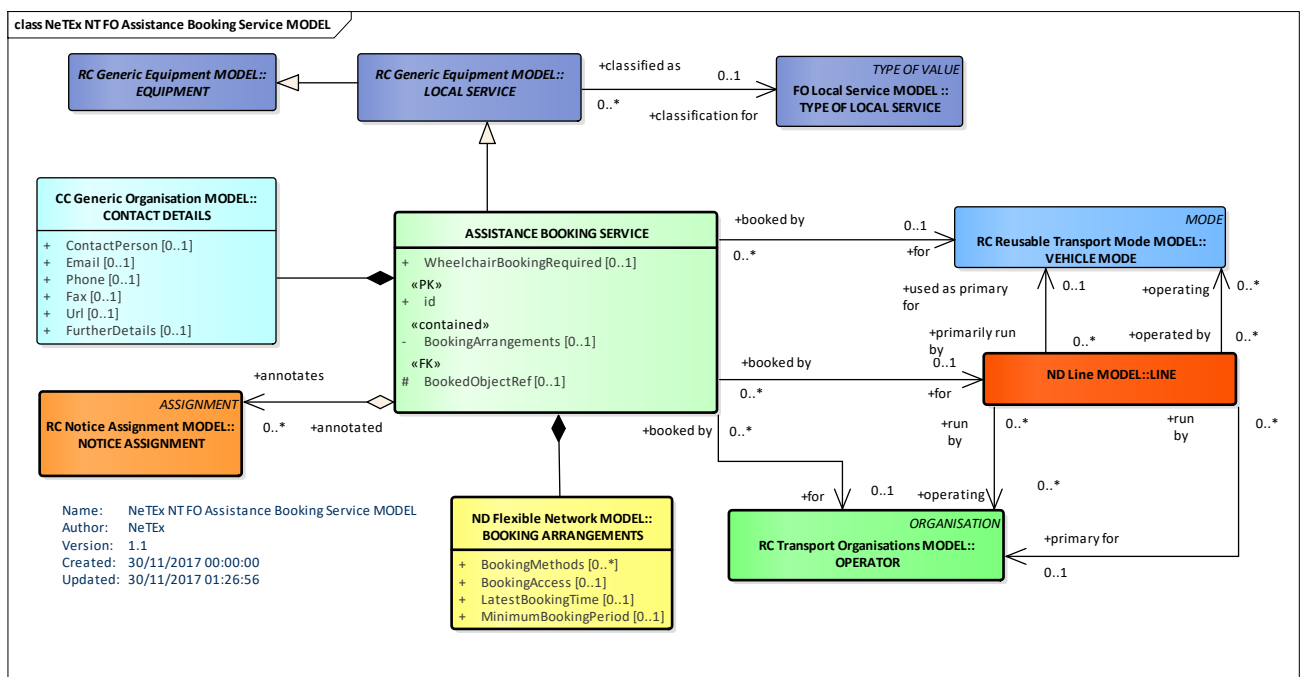 class NeTEx NT FO Assistance Booking Service MODEL
RC Generic Equipment MODEL::
EQUIPMENT
RC Generic Equipment MODEL::
LOCAL SERVICE
+classified as
0..1
0..*
+classification for
TYPE OF VALUE
FO Local Service MODEL ::
TYPE OF LOCAL SERVICE
CC Generic Organisation MODEL::
CONTACT DETAILS
+ ContactPerson [0..1]
+ Email [0..1]
+ Phone [0..1]
+ Fax [0..1]
+ Url [0..1]
+ FurtherDetails [0..1]
ASSISTANCE BOOKING SERVICE
+ WheelchairBookingRequired [0..1]
«PK»
+ id
«contained»
- BookingArrangements [0..1]
«FK»
# BookedObjectRef [0..1]
+booked by
0..1
0..*
+for
MODE
RC Reusable Transport Mode MODEL::
VEHICLE MODE
+used as primary
for
0..1
+operating
0..*
+primarily run
by
0..*
+operated by
0..*
+booked by
0..1
0..*
+for
ND Line MODEL::LINE
+annotates
0..*
+annotated
ASSIGNMENT
RC Notice Assignment MODEL::
NOTICE ASSIGNMENT
+booked by
0..*
+for
0..1
+run
by
0..*
+operating
0..*
+run
by
0..*
+primary for
0..1
ORGANISATION
RC Transport Organisations MODEL::
OPERATOR
ND Flexible Network MODEL::
BOOKING ARRANGEMENTS
+ BookingMethods [0..*]
+ BookingAccess [0..1]
+ LatestBookingTime [0..1]
+ MinimumBookingPeriod [0..1]
Name: NeTEx NT FO Assistance Booking Service MODEL
Author: NeTEx
Version: 1.1
Created: 30/11/2017 00:00:00
Updated: 30/11/2017 01:26:56